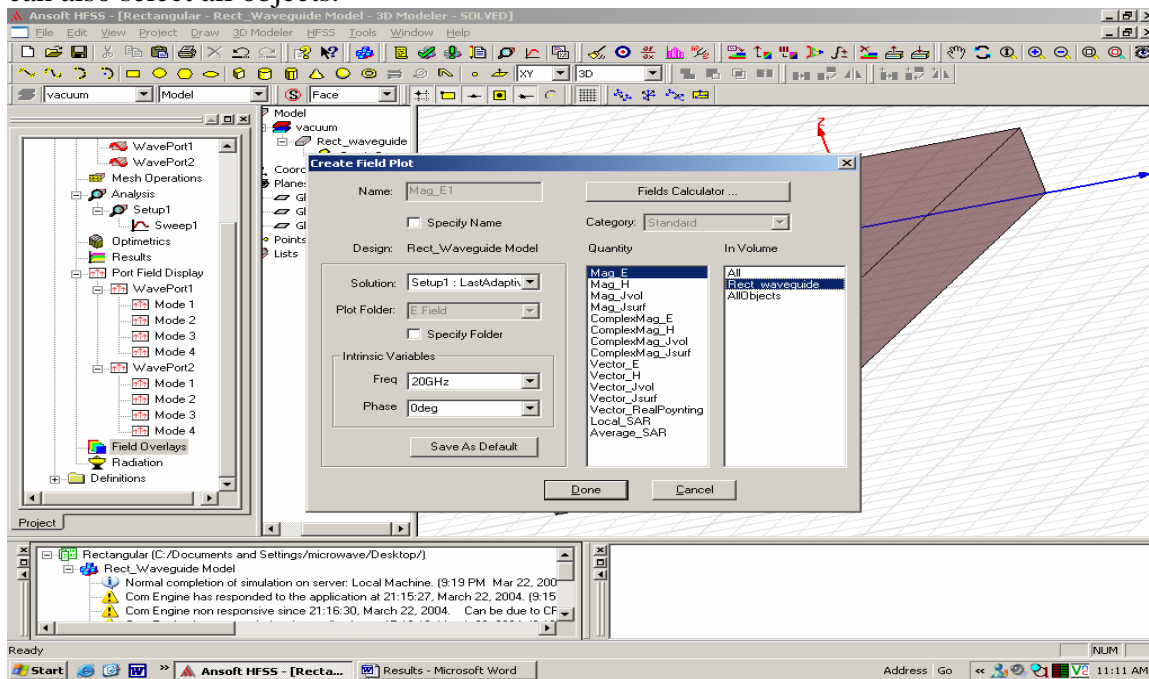 can also select all objects.
Ansoft HFSS - [Rectangular - Rect_Waveguide Model - 3D Modeler - SOLVED]
File Edit View Project Draw 3D Modeler HFSS Tools Window Help
XY 3D
vacuum Model Face
WavePort1
WavePort2
Mesh Operations
Analysis
Setup1
Sweep1
Optimetrics
Results
Port Field Display
WavePort1
Mode 1
Mode 2
Mode 3
Mode 4
WavePort2
Mode 1
Mode 2
Mode 3
Mode 4
Field Overlays
Radiation
Definitions
Project
Model
vacuum
Rect_waveguide
Coorc
Plane:
Gl
Gl
Gl
Points
Lists
z
Create Field Plot
Name: Mag_E1
Specify Name
Design: Rect_Waveguide Model
Solution: Setup1 : LastAdaptiv
Plot Folder: E Field
Specify Folder
Intrinsic Variables
Freq 20GHz
Phase 0deg
Save As Default
Fields Calculator ...
Category: Standard
Quantity
Mag_E
Mag_H
Mag_Jvol
Mag_Jsurf
ComplexMag_E
ComplexMag_H
ComplexMag_Jvol
ComplexMag_Jsurf
Vector_E
Vector_H
Vector_Jvol
Vector_Jsurf
Vector_RealPoynting
Local_SAR
Average_SAR
In Volume
All
Rect_waveguide
AllObjects
Done Cancel
Rectangular (C:/Documents and Settings/microwave/Desktop/)
Rect_Waveguide Model
Normal completion of simulation on server: Local Machine. (9:19 PM Mar 22, 200
Com Engine has responded to the application at 21:15:27, March 22, 2004. (9:15
Com Engine non responsive since 21:16:30, March 22, 2004. Can be due to CF
Ready NUM
Start Ansoft HFSS - [Recta... Results - Microsoft Word Address Go 11:11 AM